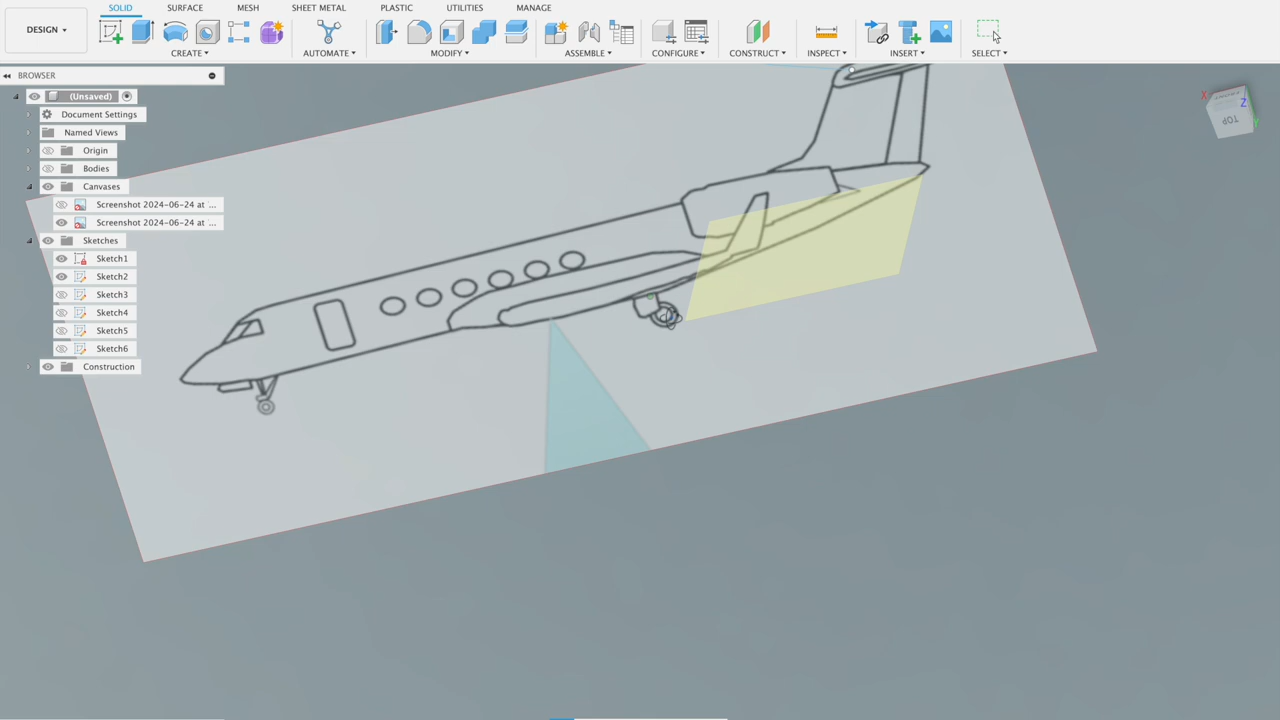 SOLID SURFACE MESH SHEET METAL PLASTIC UTILITIES MANAGE
DESIGN
CREATE AUTOMATE MODIFY ASSEMBLE CONFIGURE CONSTRUCT INSPECT INSERT SELECT
BROWSER
(Unsaved)
Document Settings
Named Views
Origin
Bodies
Canvases
Screenshot 2024-06-24 at ...
Screenshot 2024-06-24 at '...
Sketches
Sketch1
Sketch2
Sketch3
Sketch4
Sketch5
Sketch6
Construction
X
Z
Y
TOP